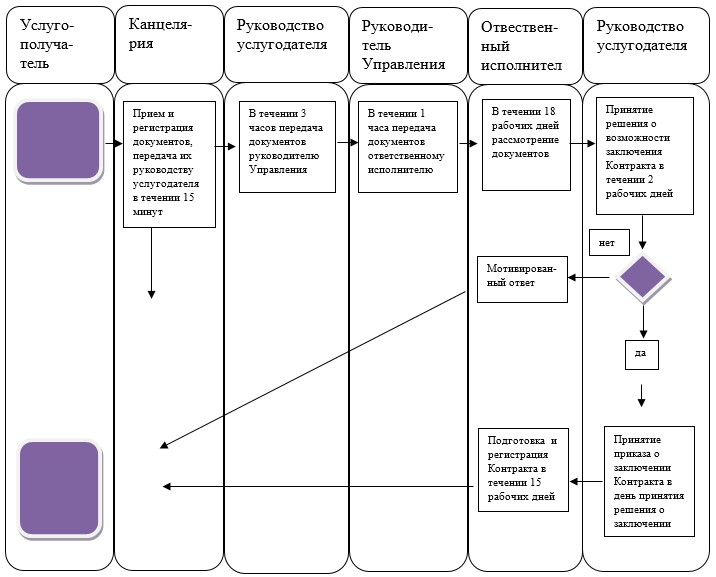 Услуго-
получа-
тель
Канцеля-
рия
Руководство
услугодателя
Руководи-
тель
Управления
Отвествен-
ный
исполнител
Руководство
услугодателя
Прием и
регистрация
документов,
передача их
руководству
услугодателя
в течении 15
минут
В течении 3
часов передача
документов
руководителю
Управления
В течении 1
часа передача
документов
ответственному
исполнителю
В течении 18
рабочих дней
рассмотрение
документов
Принятие
решения о
возможности
заключения
Контракта в
течении 2
рабочих дней
нет
Мотивирован-
ный ответ
да
Подготовка и
регистрация
Контракта в
течении 15
рабочих дней
Принятие
приказа о
заключении
Контракта в
день принятия
решения о
заключении